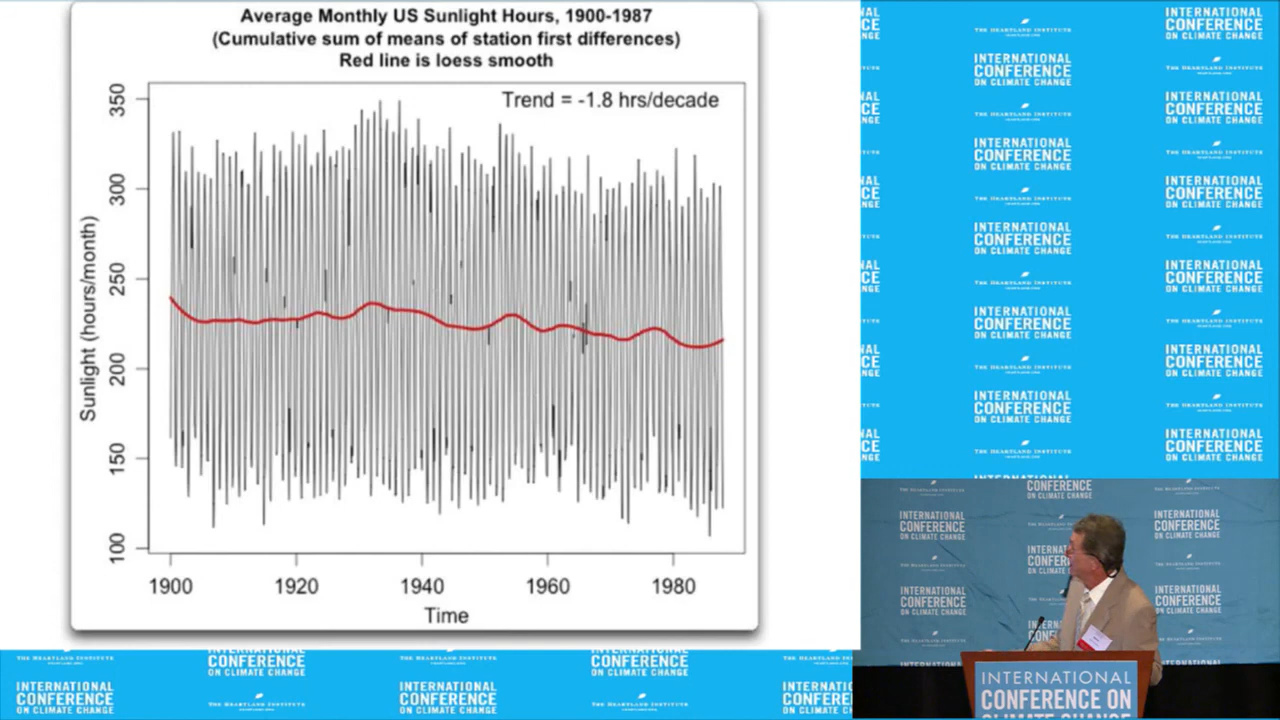 Average Monthly US Sunlight Hours, 1900-1987
(Cumulative sum of means of station first differences)
Red line is loess smooth
Trend = -1.8 hrs/decade
Sunlight (hours/month)
350
300
250
200
150
100
1900
1920
1940
1960
1980
Time
INTERNATIONAL
CONFERENCE
ON CLIMATE CHANGE
THE HEARTLAND INSTITUTE
INTERNATIONAL
CONFERENCE ON
CLIMATE CHANGE